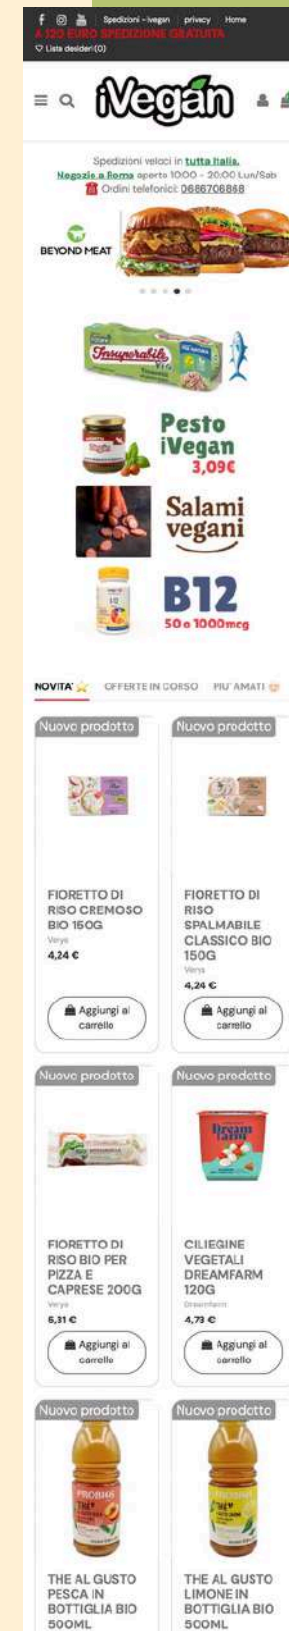 Spedizioni - ivegan privacy Home
A 120 EURO SPEDIZIONE GRATUITA
Lista desideri (0)
iVegan
Spedizioni veloci in tutta Italia.
Negozio a Roma aperto 10:00 - 20:00 Lun/Sab
Ordini telefonici: 0686706868
BEYOND MEAT
Insuperabile
Pesto
iVegan
3,09€
Salami
vegani
B12
50 o 1000mcg
NOVITA' OFFERTE IN CORSO PIU' AMATI
Nuovo prodotto Nuovo prodotto
FIORETTO DI
RISO CREMOSO
BIO 150G
Verys
4,24 €
Aggiungi al
carrello
FIORETTO DI
RISO
SPALMABILE
CLASSICO BIO
150G
Verys
4,24 €
Aggiungi al
carrello
Nuovo prodotto Nuovo prodotto
FIORETTO DI
RISO BIO PER
PIZZA E
CAPRESE 200G
Verys
6,31 €
Aggiungi al
carrello
Dream
farm
CILIEGINE
VEGETALI
DREAMFARM
120G
Dreamfarm
4,73 €
Aggiungi al
carrello
Nuovo prodotto Nuovo prodotto
PROBIOS
THE AL GUSTO
PESCA IN
BOTTIGLIA BIO
500ML
THE AL GUSTO
LIMONE IN
BOTTIGLIA BIO
500ML